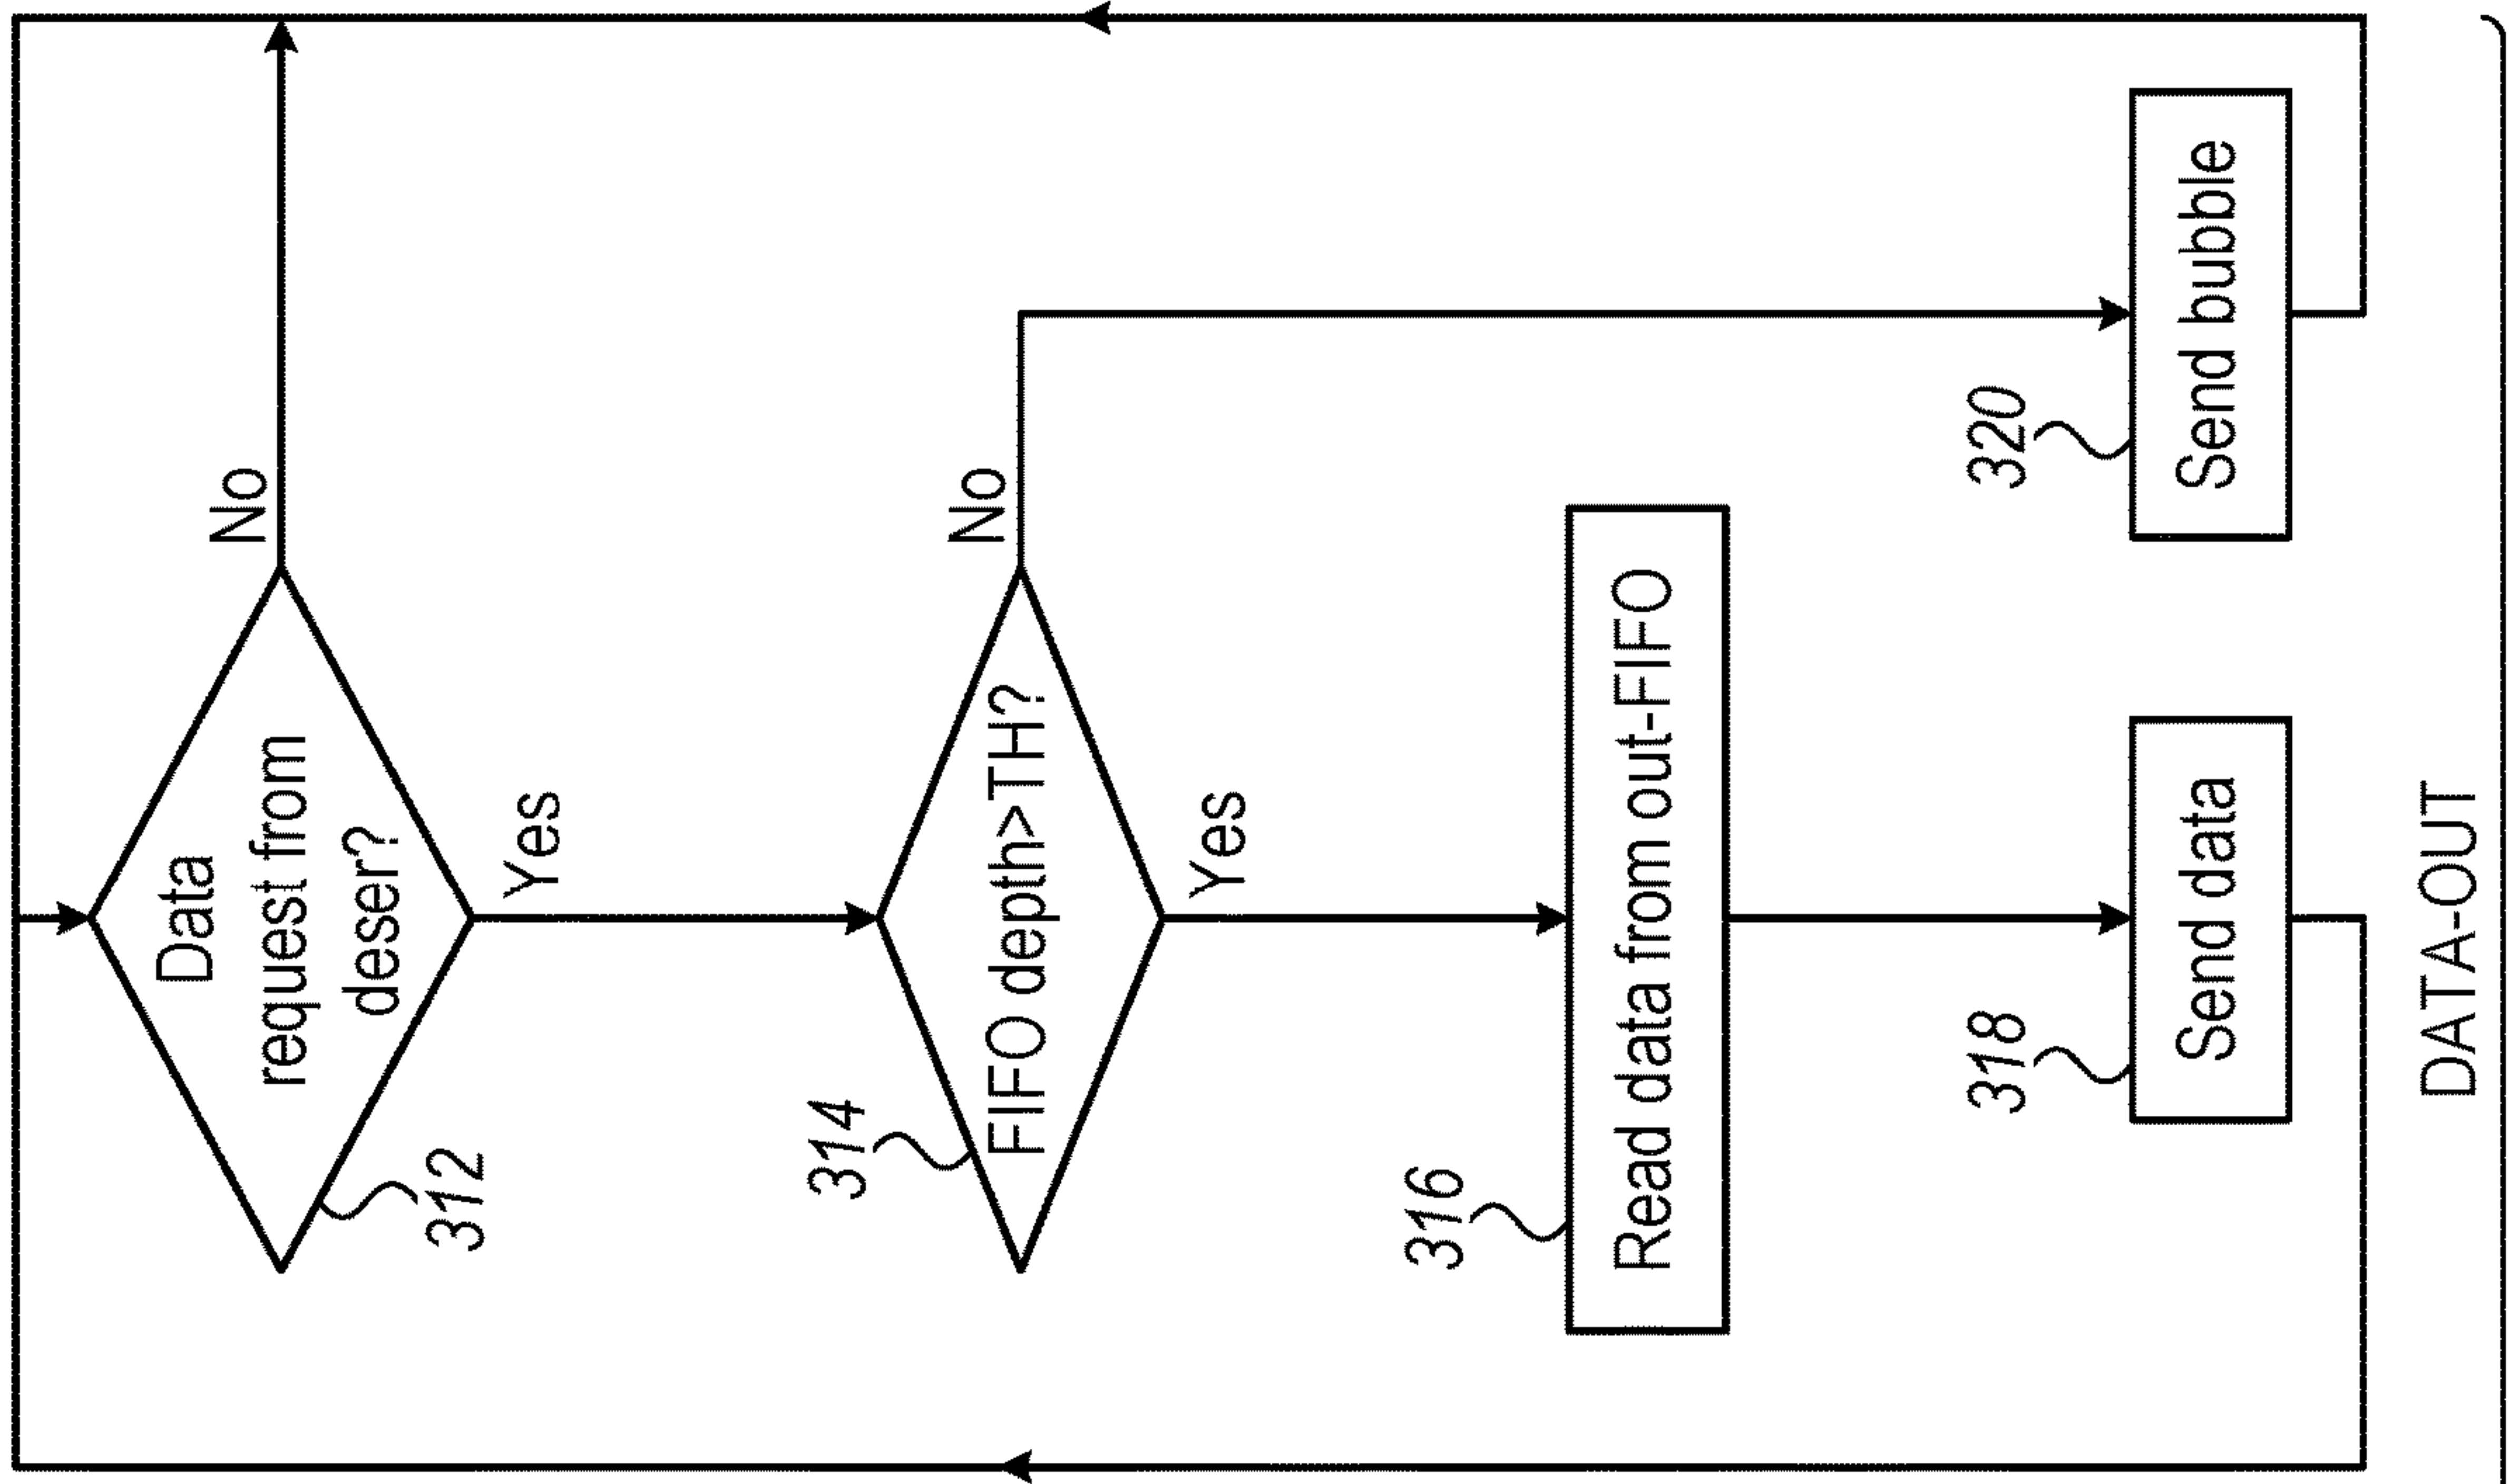 Data
request from
deser?
No
312
Yes
314
FIFO depth>TH?
No
Yes
316
Read data from out-FIFO
318
Send data
320
Send bubble
DATA-OUT